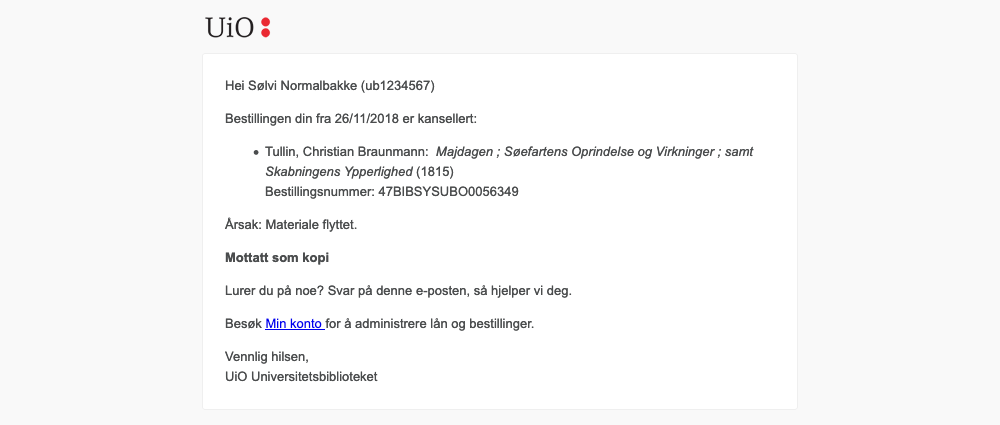 UiO
Hei Sølvi Normalbakke (ub1234567)
Bestillingen din fra 26/11/2018 er kansellert:
• Tullin, Christian Braunmann: Majdagen ; Søefartens Oprindelse og Virkninger ; samt
Skabningens Ypperlighed (1815)
Bestillingsnummer: 47BIBSYSUBO0056349
Årsak: Materiale flyttet.
Mottatt som kopi
Lurer du på noe? Svar på denne e-posten, så hjelper vi deg.
Besøk Min konto for å administrere lån og bestillinger.
Vennlig hilsen,
UiO Universitetsbiblioteket